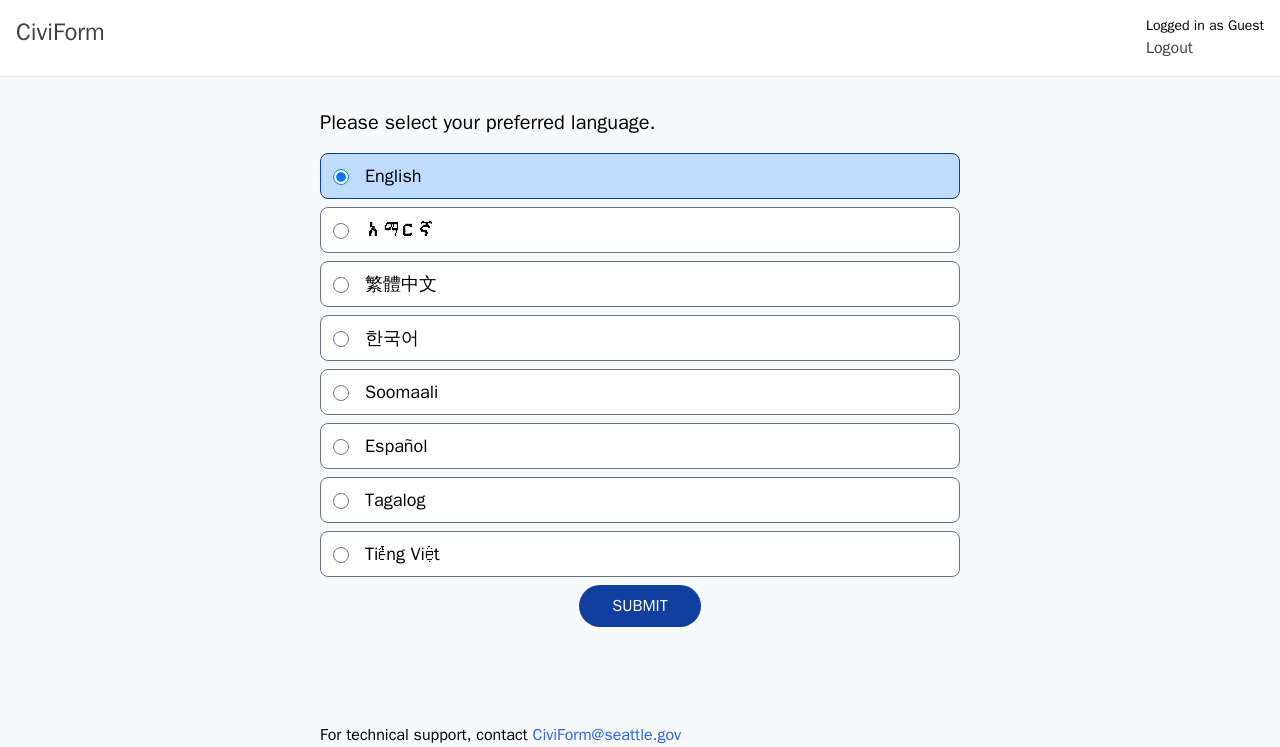 CiviForm
Logged in as Guest
Logout
Please select your preferred language.
English
አማርኛ
繁體中文
한국어
Soomaali
Español
Tagalog
Tiếng Việt
SUBMIT
For technical support, contact CiviForm@seattle.gov